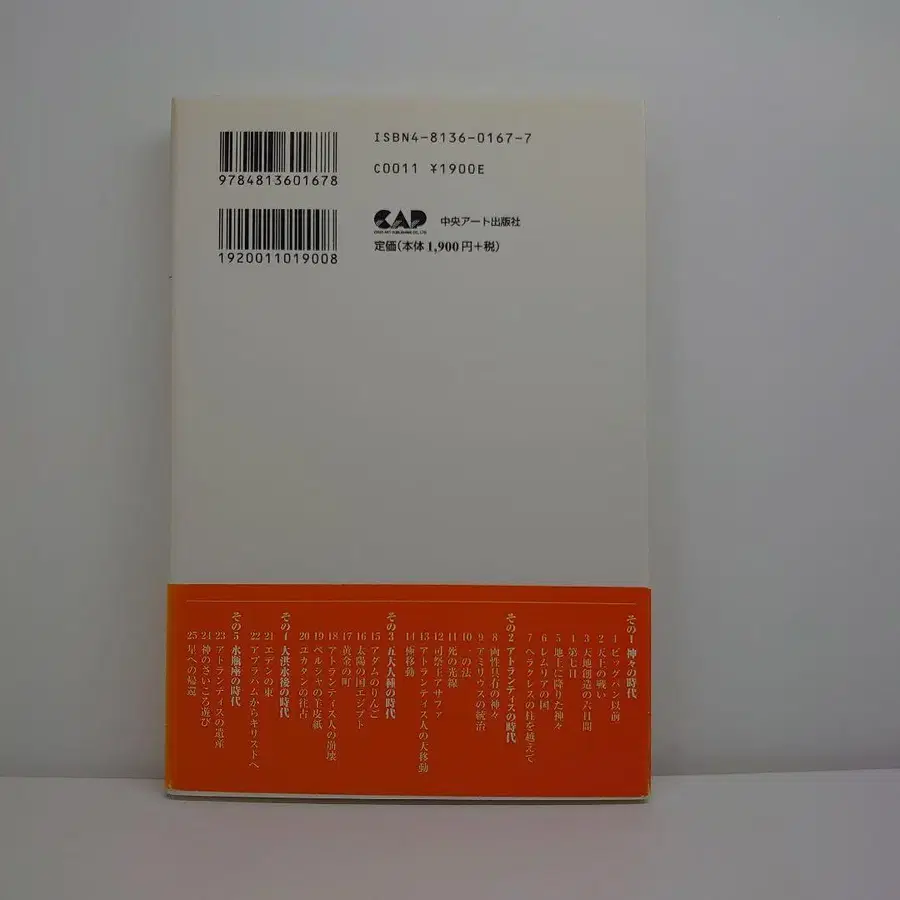 ISBN4-8136-0167-7
9784813601678
C0011 ¥1900E
CAP
中央アート出版社
定価(本体1,900円+税)
1920011019008
その1 神々の時代
1 ビッグバン以前
2 天上の戦い
3 天地創造の六日間
4 第七日
5 地上に降りた神々
6 レムリアの国
7 ヘラクレスの柱を越えて
その2 アトランティスの時代
8 両性具有の神々
9 アミリウスの統治
10 一の法
11 死の光線
12 司祭王アサファ
13 アトランティス人の大移動
14 極移動
その3 五大人種の時代
15 アダムのりんご
16 太陽の国エジプト
17 黄金の町
18 アトランティス人の崩壊
19 ペルシャの羊皮紙
20 ユカタンの往古
その4 大洪水後の時代
21 エデンの東
22 アブラハムからキリストへ
その5 水瓶座の時代
23 アトランティスの遺産
24 神のさいころ遊び
25 星への帰還